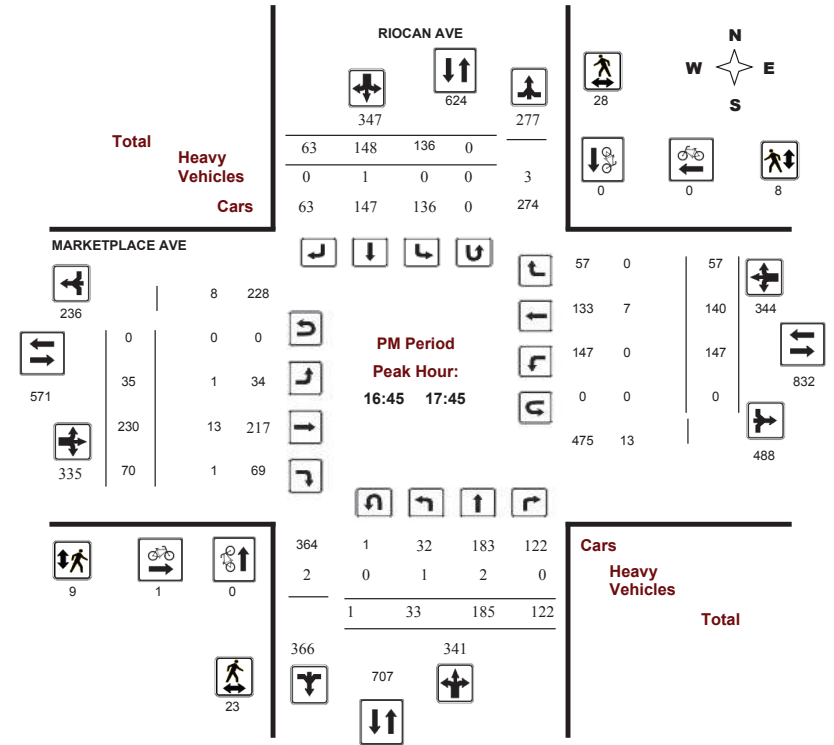 RIOCAN AVE
N
W E
S
624
28
347 277
Total 63 148 136 0
Heavy
Vehicles 0 1 0 0 3
Cars 63 147 136 0 274
0 0 8
MARKETPLACE AVE
236 8 228
57 0 57
133 7 140 344
0 0 0
PM Period
147 0 147
571 35 1 34
Peak Hour:
832
16:45 17:45
0 0 0
230 13 217
475 13 488
335 70 1 69
364 1 32 183 122 Cars
2 0 1 2 0 Heavy
Vehicles
1 33 185 122 Total
9 1 0
366 341
707
23